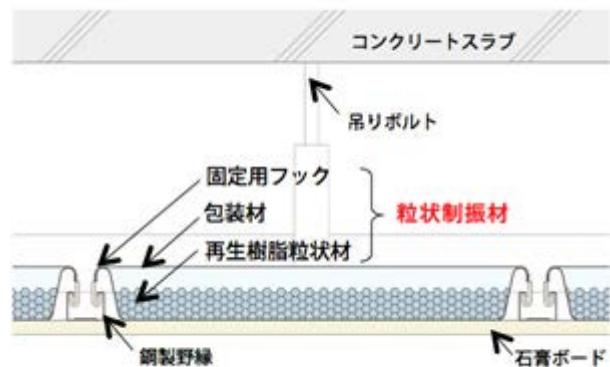 コンクリートスラブ
吊りボルト
固定用フック
包装材
粒状制振材
再生樹脂粒状材
鋼製野縁
石膏ボード